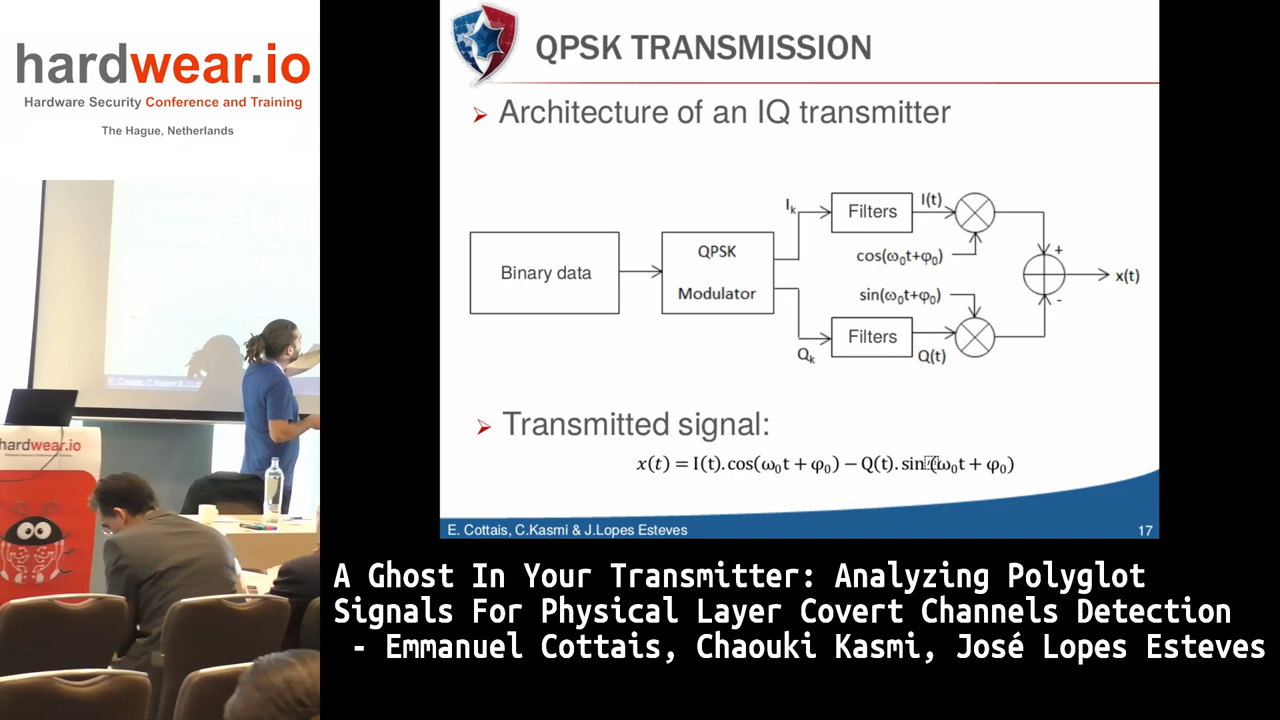 hardwear.io
Hardware Security Conference and Training
The Hague, Netherlands
QPSK TRANSMISSION
Architecture of an IQ transmitter
Binary data
QPSK
Modulator
Iₖ
Filters
I(t)
cos(ω₀t+φ₀)
sin(ω₀t+φ₀)
Qₖ
Filters
Q(t)
+
-
x(t)
Transmitted signal:
x(t) = I(t). cos(ω₀t + φ₀) − Q(t). sin(ω₀t + φ₀)
E. Cottais, C.Kasmi & J.Lopes Esteves
17
hardwear.io
A Ghost In Your Transmitter: Analyzing Polyglot
Signals For Physical Layer Covert Channels Detection
- Emmanuel Cottais, Chaouki Kasmi, José Lopes Esteves